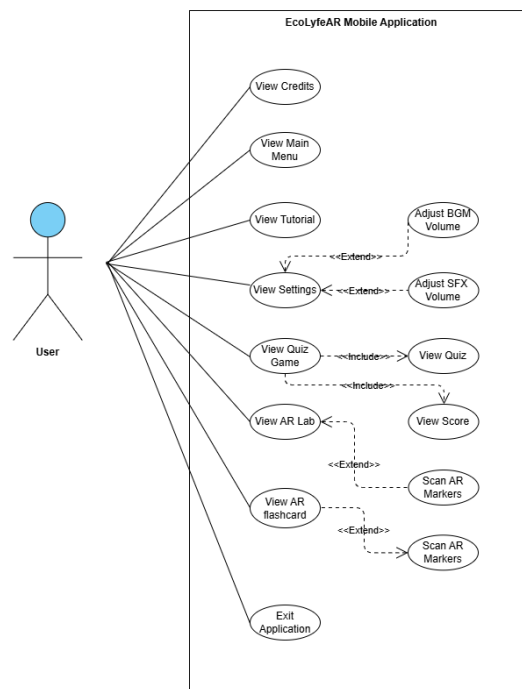 EcoLyfeAR Mobile Application
View Credits
View Main
Menu
View Tutorial
Adjust BGM
Volume
<<Extend>>
View Settings
<<Extend>>
Adjust SFX
Volume
User
View Quiz
Game
<<Include>>
View Quiz
<<Include>>
View AR Lab
View Score
<<Extend>>
Scan AR
Markers
View AR
flashcard
<<Extend>>
Scan AR
Markers
Exit
Application